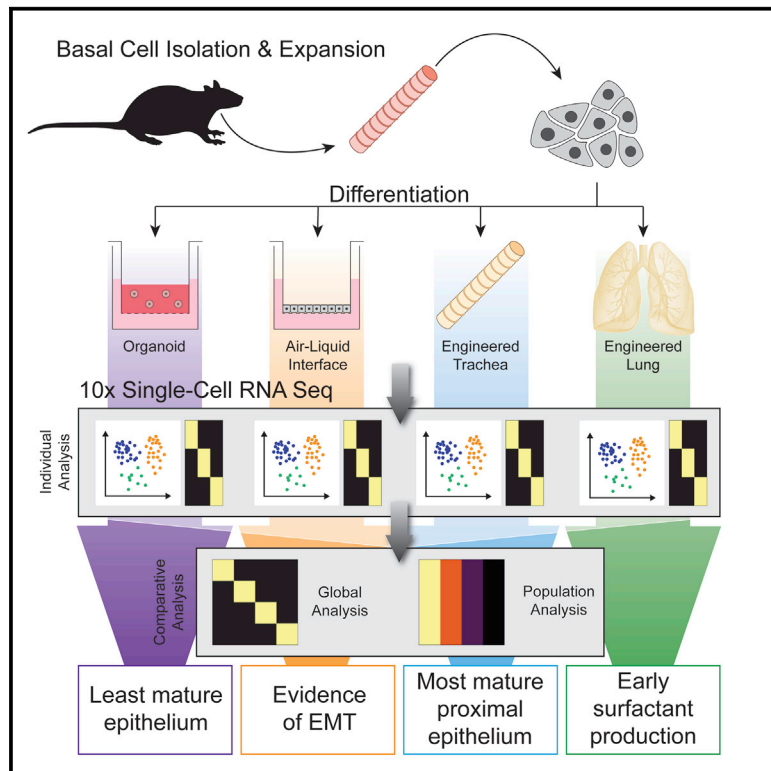 Basal Cell Isolation & Expansion
Differentiation
Organoid
Air-Liquid
Interface
Engineered
Trachea
Engineered
Lung
10x Single-Cell RNA Seq
Individual
Analysis
Comparative
Analysis
Global
Analysis
Population
Analysis
Least mature
epithelium
Evidence
of EMT
Most mature
proximal
epithelium
Early
surfactant
production